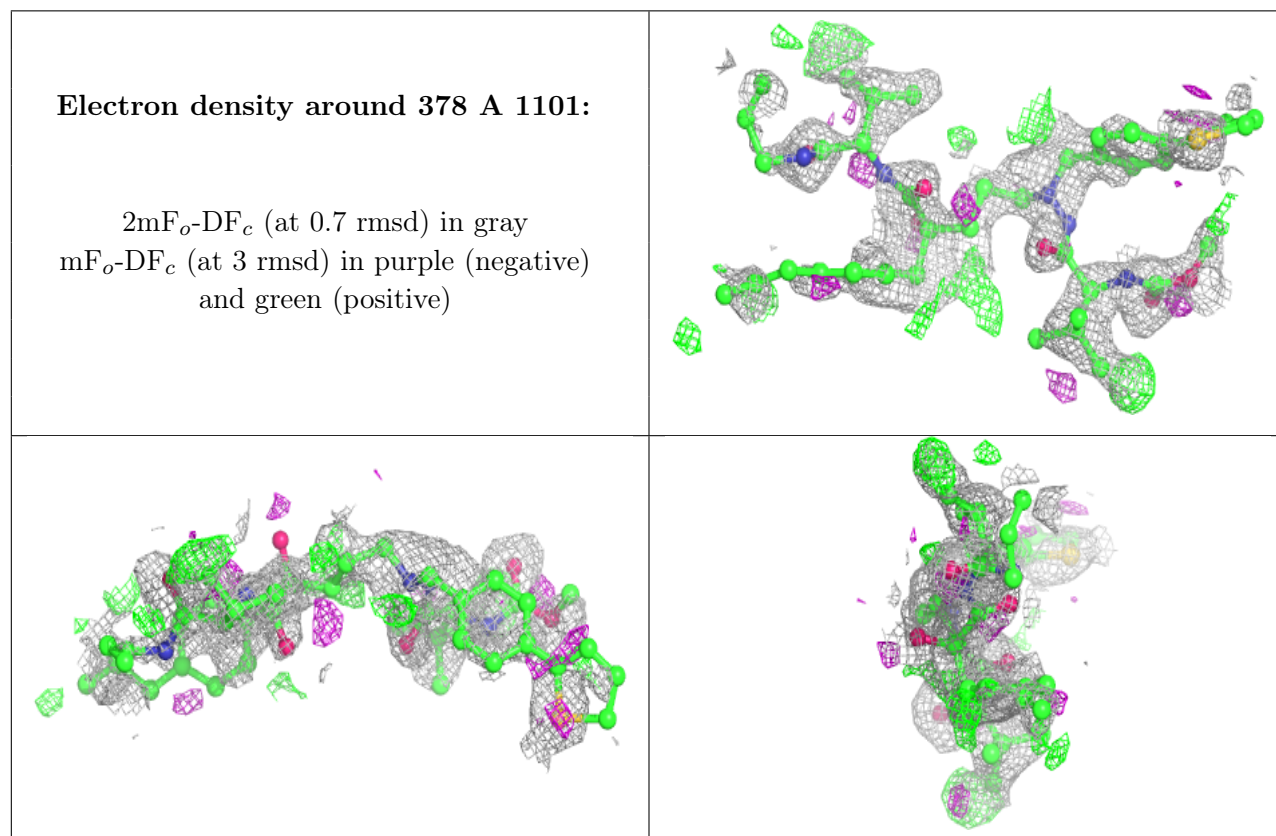 Electron density around 378 A 1101:
2mFo-DFc (at 0.7 rmsd) in gray
mFo-DFc (at 3 rmsd) in purple (negative)
and green (positive)